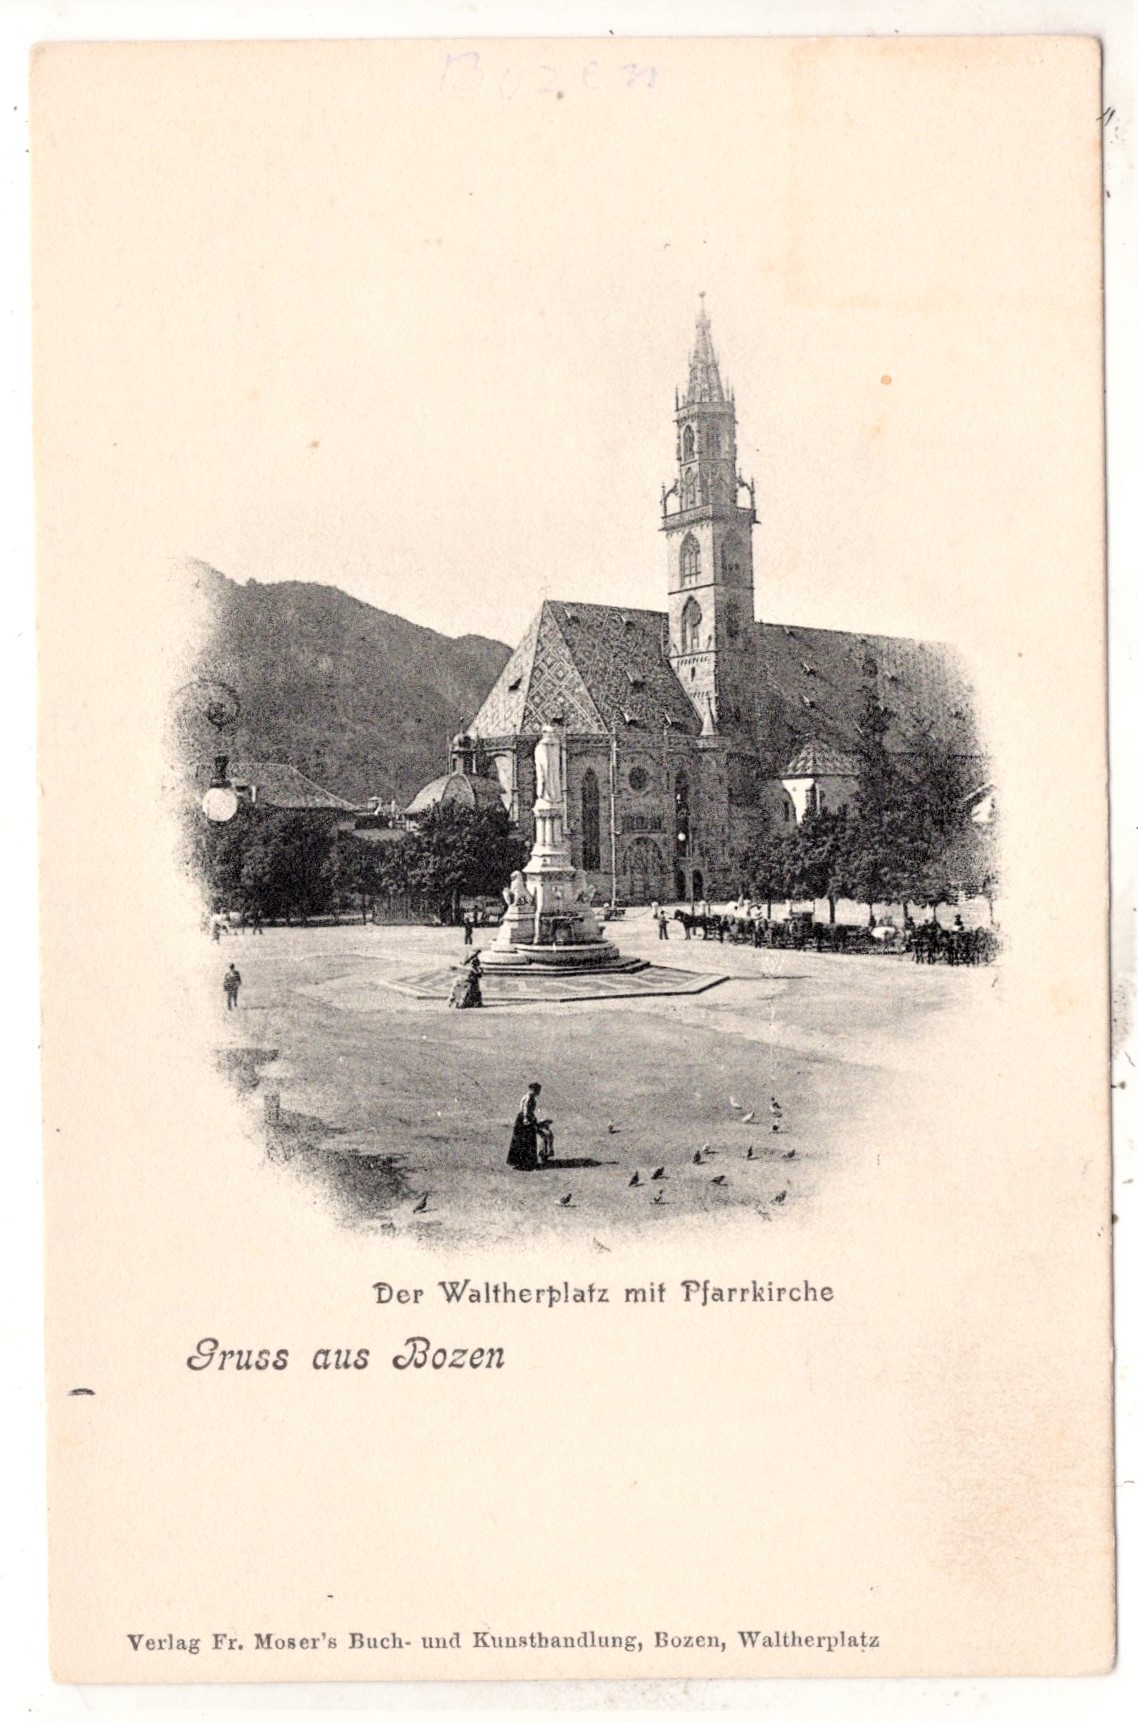 Bozen
Der Waltherplatz mit Pfarrkirche
Gruss aus Bozen
Verlag Fr. Moser's Buch- und Kunsthandlung, Bozen, Waltherplatz